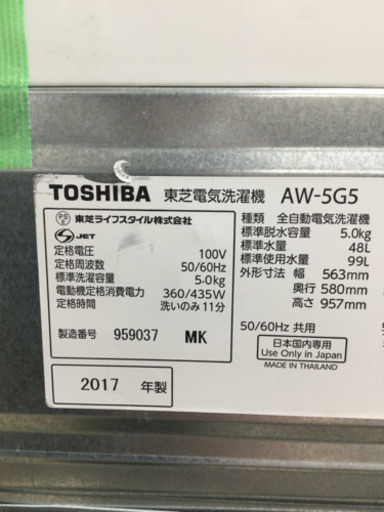 TOSHIBA 東芝電気洗濯機 AW-5G5
東芝ライフスタイル株式会社
JET
定格電圧 100V
定格周波数 50/60Hz
標準洗濯容量 5.0kg
電動機定格消費電力 360/435W
定格時間 洗いのみ11分
製造番号 959037 MK
2017 年製
種類 全自動電気洗濯機
標準脱水容量 5.0kg
標準水量 48L
標準使用水量 99L
外形寸法 幅 563mm
奥行 580mm
高さ 957mm
50/60Hz 共用
日本国内専用
Use Only in Japan
MADE IN THAILAND